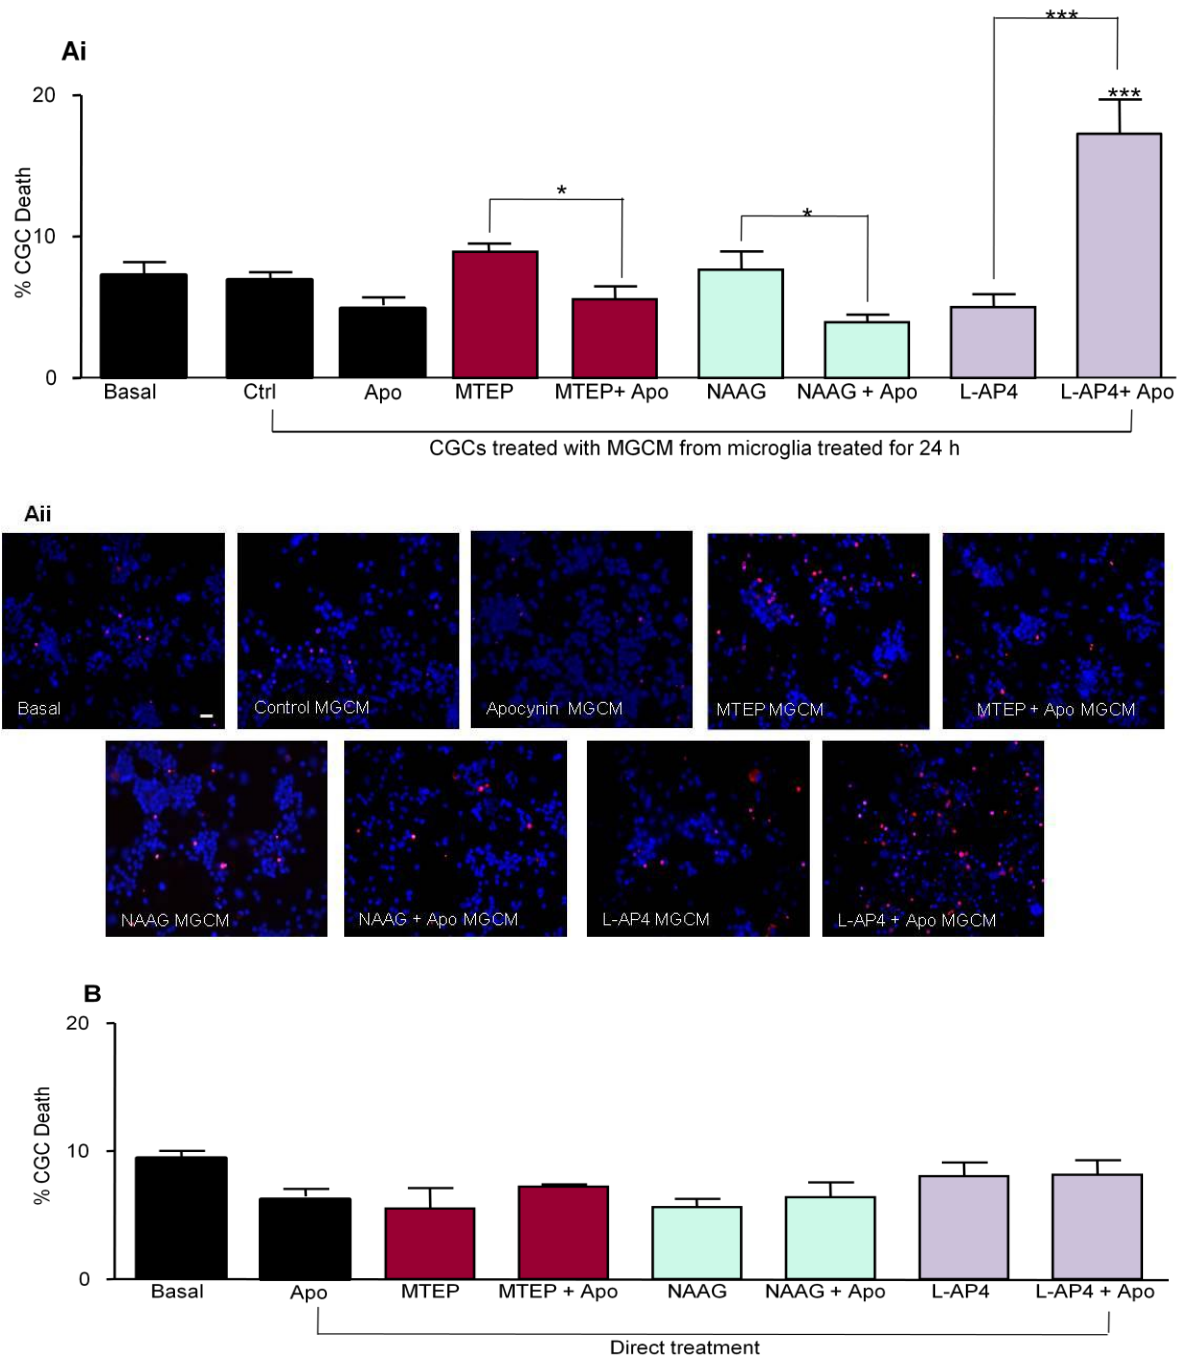 Ai
***
20
***
*
*
10
% CGC Death
0
Basal Ctrl Apo MTEP MTEP+ Apo NAAG NAAG + Apo L-AP4 L-AP4+ Apo
CGCs treated with MGCM from microglia treated for 24 h
Aii
Basal Control MGCM Apocynin MGCM MTEP MGCM MTEP + Apo MGCM
NAAG MGCM NAAG + Apo MGCM L-AP4 MGCM L-AP4 + Apo MGCM
B
20
10
% CGC Death
0
Basal Apo MTEP MTEP + Apo NAAG NAAG + Apo L-AP4 L-AP4 + Apo
Direct treatment